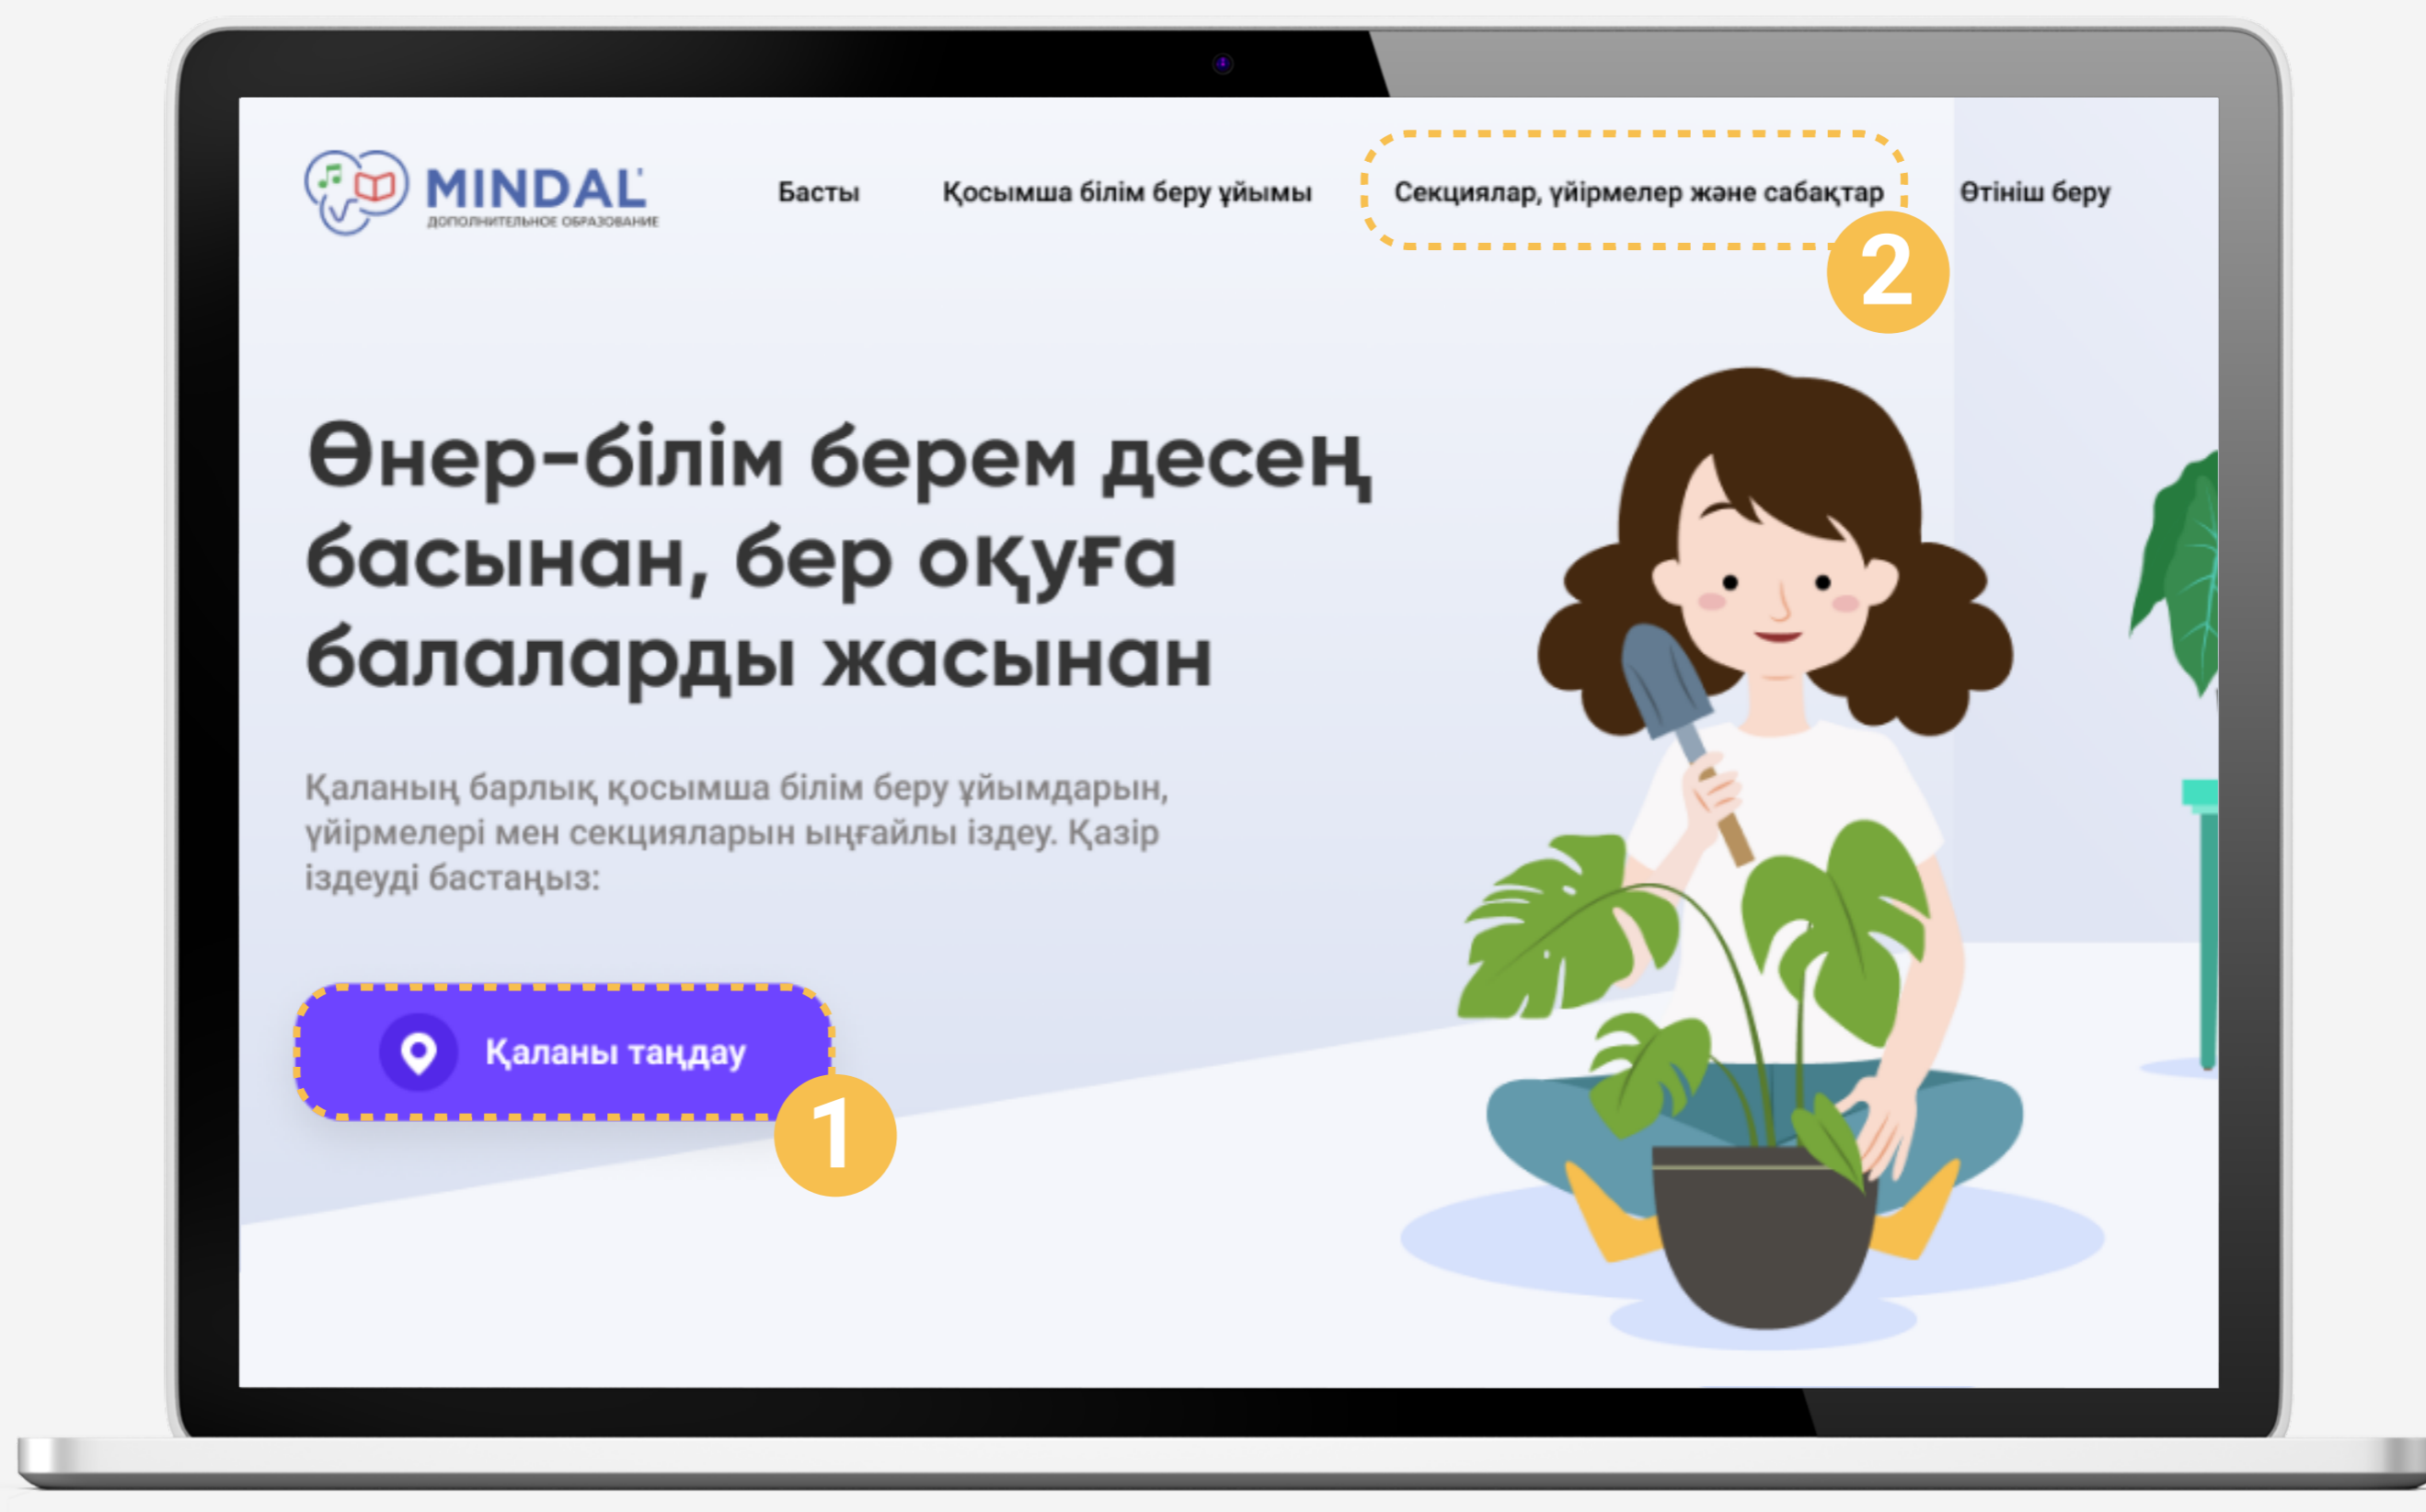 MINDAL
ДОПОЛНИТЕЛЬНОЕ ОБРАЗОВАНИЕ
Басты
Қосымша білім беру ұйымы
Секциялар, үйірмелер және сабақтар
Өтініш беру
2
Өнер-білім берем десең
басынан, бер оқуға
балаларды жасынан
Қаланың барлық қосымша білім беру ұйымдарын,
үйірмелері мен секцияларын ыңғайлы іздеу. Қазір
іздеуді бастаңыз:
Қаланы таңдау
1